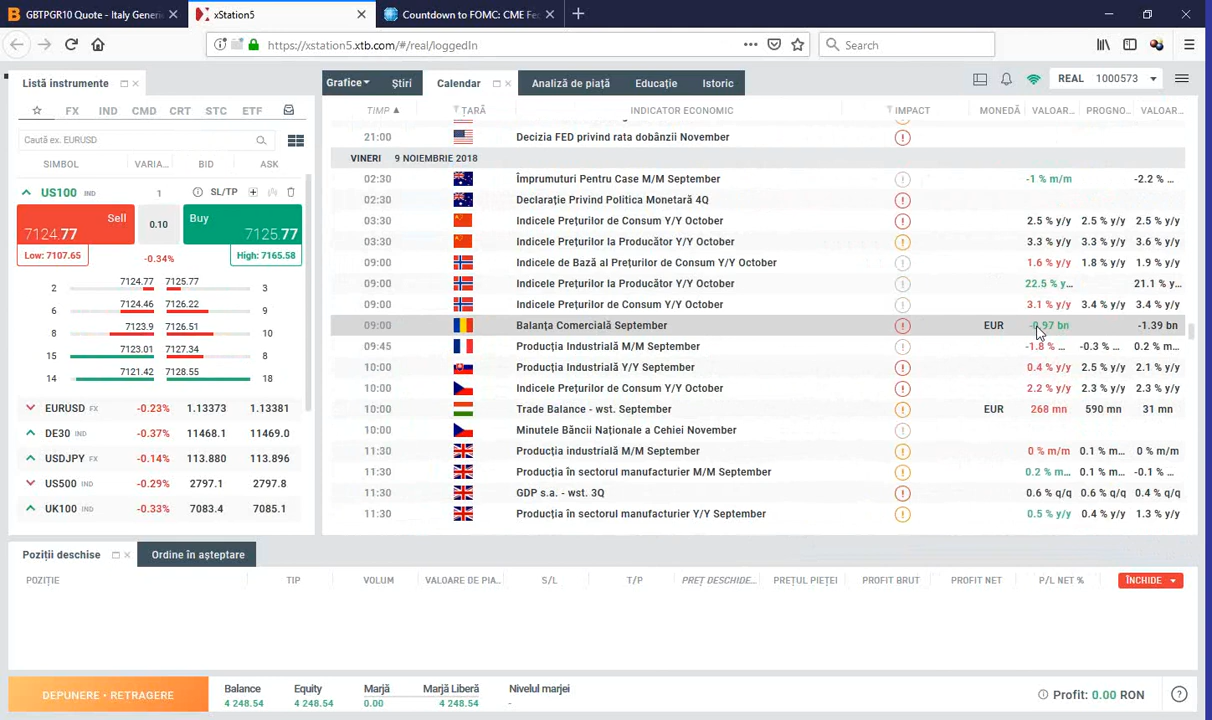 GBTPGR10 Quote - Italy Generi
xStation5
Countdown to FOMC: CME Fed
https://xstation5.xtb.com/#/real/loggedIn
Search
Listă instrumente
Grafice
Știri
Calendar
Analiză de piață
Educație
Istoric
REAL 1000573
FX IND CMD CRT STC ETF
TIMP ▲ ȚARĂ INDICATOR ECONOMIC IMPACT MONEDĂ VALOAR... PROGNO... VALOAR...
Caută ex. EURUSD
SIMBOL VARIA... BID ASK
21:00 Decizia FED privind rata dobânzii November
VINERI 9 NOIEMBRIE 2018
02:30 Împrumuturi Pentru Case M/M September -1 % m/m -2.2 % ...
02:30 Declarație Privind Politica Monetară 4Q
03:30 Indicele Prețurilor de Consum Y/Y October 2.5 % y/y 2.5 % y/y 2.5 % y/y
03:30 Indicele Prețurilor la Producător Y/Y October 3.3 % y/y 3.3 % y/y 3.6 % y/y
09:00 Indicele de Bază al Prețurilor de Consum Y/Y October 1.6 % y/y 1.8 % y/y 1.9 % y/y
09:00 Indicele Prețurilor la Producător Y/Y October 22.5 % y... 21.1 % y...
09:00 Indicele Prețurilor de Consum Y/Y October 3.1 % y/y 3.4 % y/y 3.4 % y/y
09:00 Balanța Comercială September EUR -0.97 bn -1.39 bn
09:45 Producția Industrială M/M September -1.8 % ... -0.3 % ... 0.2 % m...
10:00 Producția Industrială Y/Y September 0.4 % y/y 2.5 % y/y 2.1 % y/y
10:00 Indicele Prețurilor de Consum Y/Y October 2.2 % y/y 2.3 % y/y 2.3 % y/y
10:00 Trade Balance - wst. September EUR 268 mn 590 mn 31 mn
10:00 Minutele Băncii Naționale a Cehiei November
11:30 Producția industrială M/M September 0 % m/m 0.1 % m... 0 % m/m
11:30 Producția în sectorul manufacturier M/M September 0.2 % m... 0.1 % m... -0.1 % ...
11:30 GDP s.a. - wst. 3Q 0.6 % q/q 0.6 % q/q 0.4 % q/q
11:30 Producția în sectorul manufacturier Y/Y September 0.5 % y/y 0.4 % y/y 1.3 % y/y
US100 IND 1 SL/TP
Sell 7124.77
0.10
Buy 7125.77
Low: 7107.65
-0.34%
High: 7165.58
2 7124.77 7125.77 3
6 7124.46 7126.22 9
8 7123.9 7126.51 10
15 7123.01 7127.34 8
14 7121.42 7128.55 18
EURUSD FX -0.23% 1.13373 1.13381
DE30 IND -0.37% 11468.1 11469.0
USDJPY FX -0.14% 113.880 113.896
US500 IND -0.29% 2797.1 2797.8
UK100 IND -0.33% 7083.4 7085.1
Poziții deschise
Ordine în așteptare
POZIȚIE TIP VOLUM VALOARE DE PIA... S/L T/P PREȚ DESCHIDE... PREȚUL PIEȚEI PROFIT BRUT PROFIT NET P/L NET % ÎNCHIDE
DEPUNERE • RETRAGERE
Balance Equity Marjă Marjă Liberă Nivelul marjei
4 248.54 4 248.54 0.00 4 248.54 -
Profit: 0.00 RON